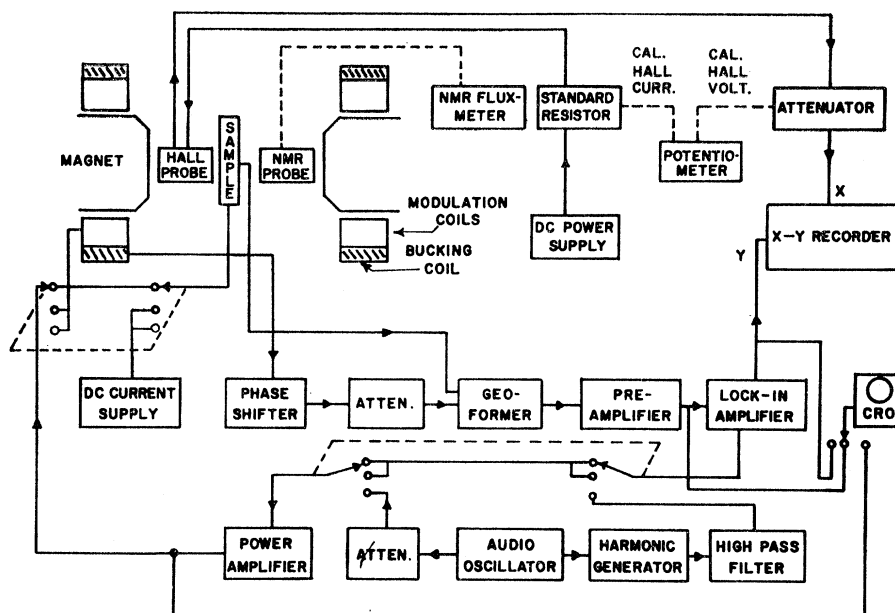 CAL.
HALL
CURR.
CAL.
HALL
VOLT.
NMR FLUX-
METER
STANDARD
RESISTOR
ATTENUATOR
SAMPLE
MAGNET
HALL
PROBE
NMR
PROBE
POTENTIO-
METER
X
MODULATION
COILS
DC POWER
SUPPLY
X-Y RECORDER
BUCKING
COIL
Y
DC CURRENT
SUPPLY
PHASE
SHIFTER
ATTEN.
GEO-
FORMER
PRE-
AMPLIFIER
LOCK-IN
AMPLIFIER
CRO
POWER
AMPLIFIER
ATTEN.
AUDIO
OSCILLATOR
HARMONIC
GENERATOR
HIGH PASS
FILTER